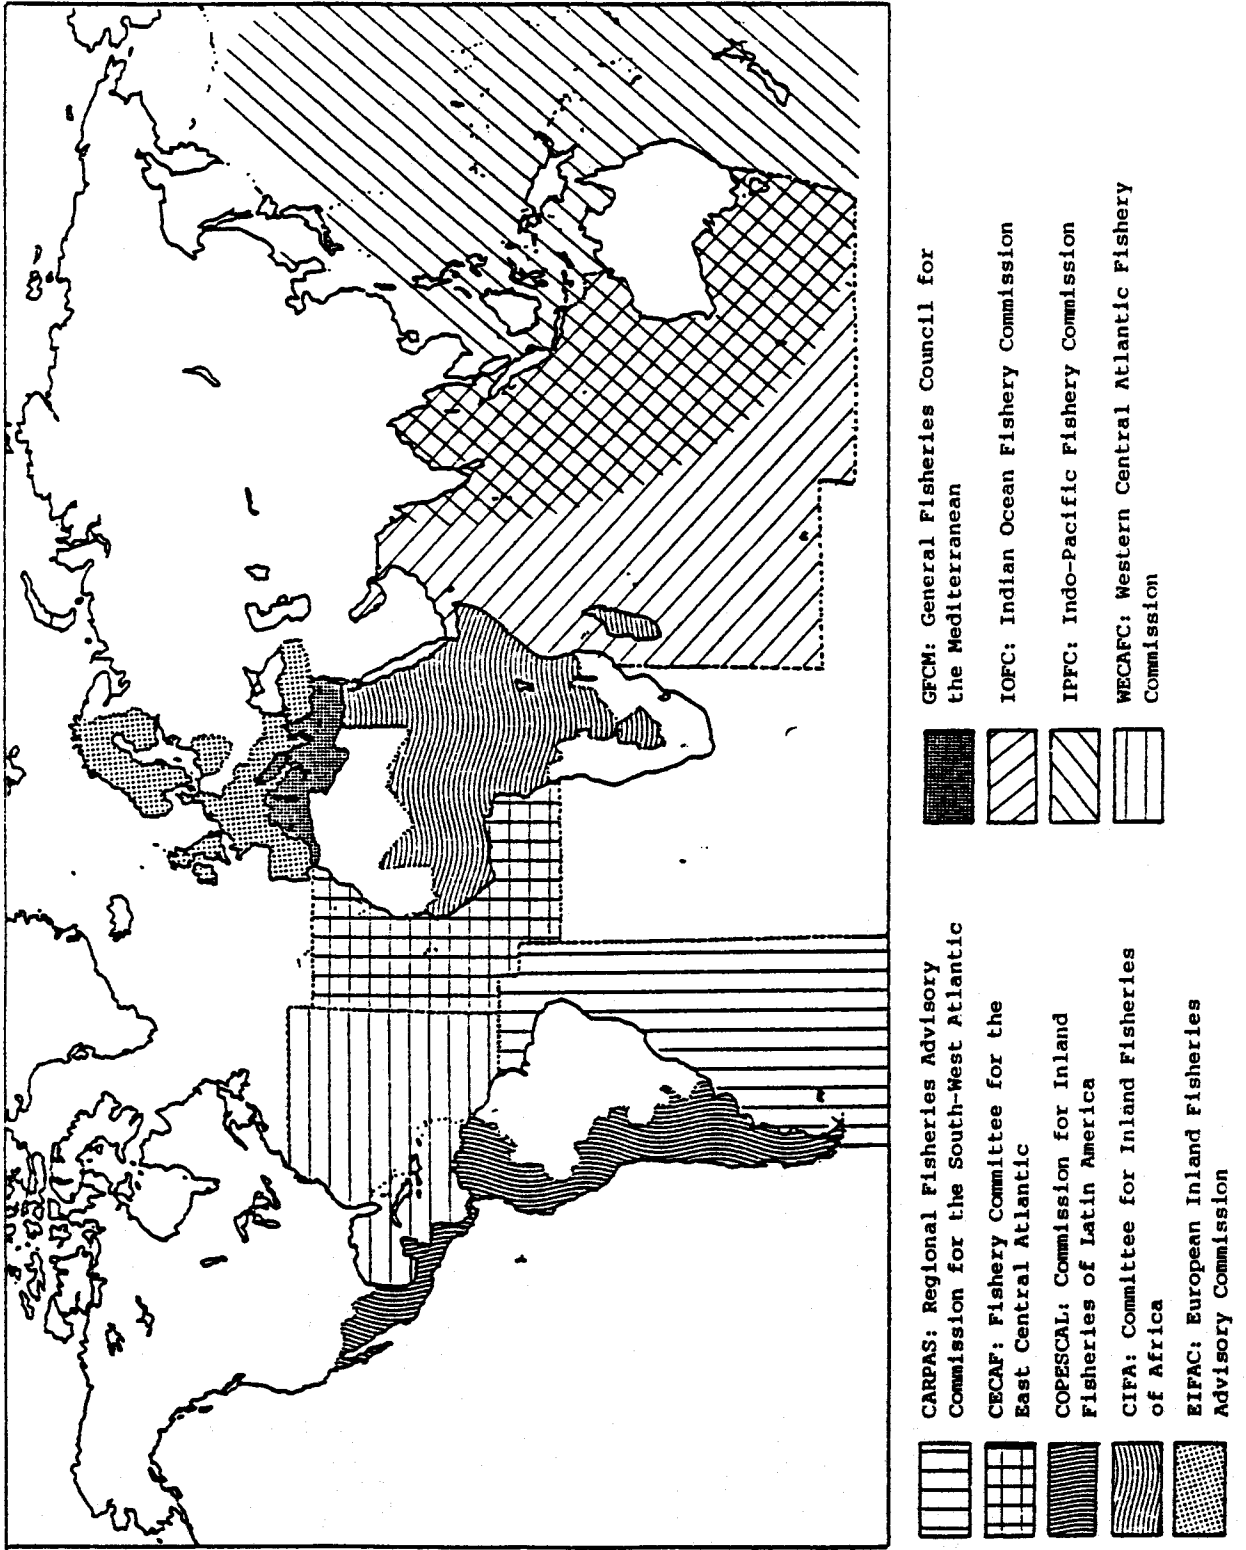 CARPAS: Regional Fisheries Advisory
Commission for the South-West Atlantic
CECAF: Fishery Committee for the
East Central Atlantic
COPESCAL: Commission for Inland
Fisheries of Latin America
CIFA: Committee for Inland Fisheries
of Africa
EIFAC: European Inland Fisheries
Advisory Commission
GFCM: General Fisheries Council for
the Mediterranean
IOFC: Indian Ocean Fishery Commission
IPFC: Indo-Pacific Fishery Commission
WECAFC: Western Central Atlantic Fishery
Commission